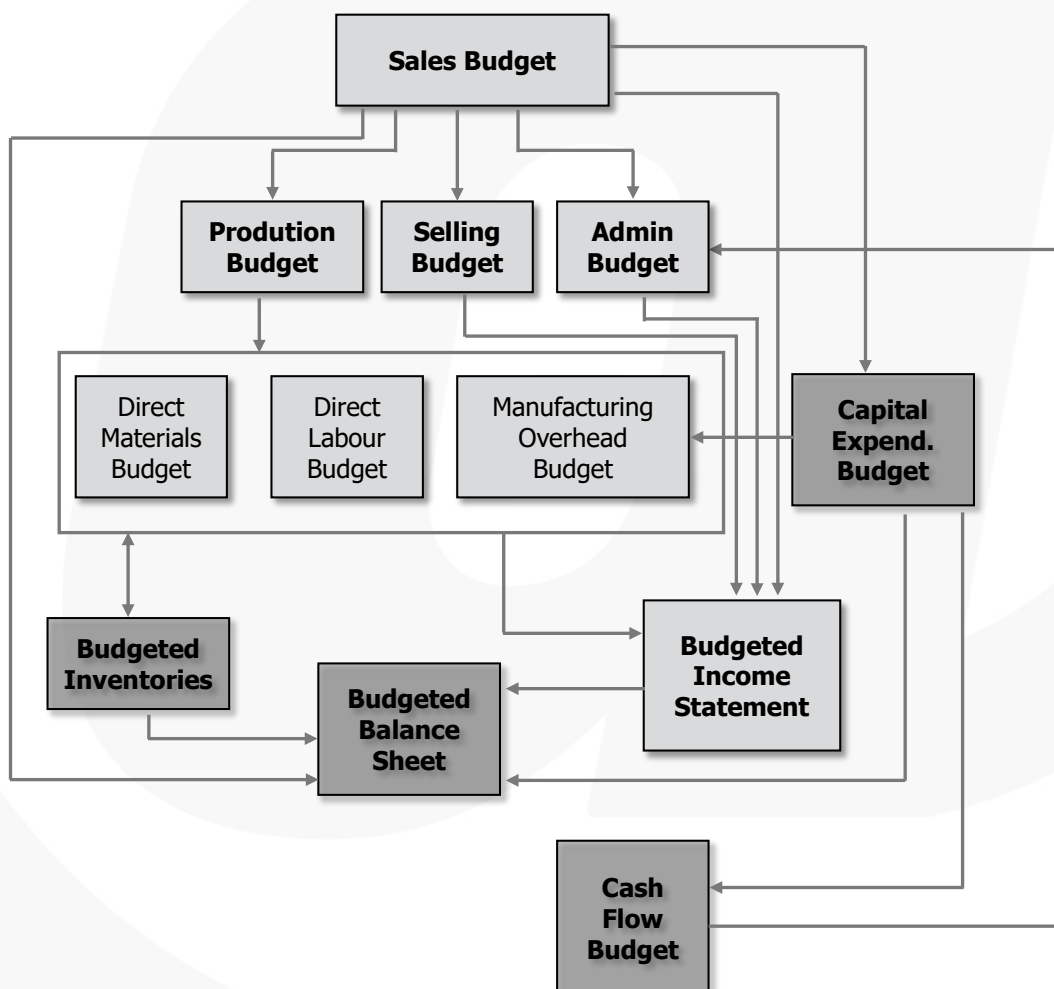 Sales Budget
Prodution
Budget
Selling
Budget
Admin
Budget
Direct
Materials
Budget
Direct
Labour
Budget
Manufacturing
Overhead
Budget
Capital
Expend.
Budget
Budgeted
Inventories
Budgeted
Balance
Sheet
Budgeted
Income
Statement
Cash
Flow
Budget